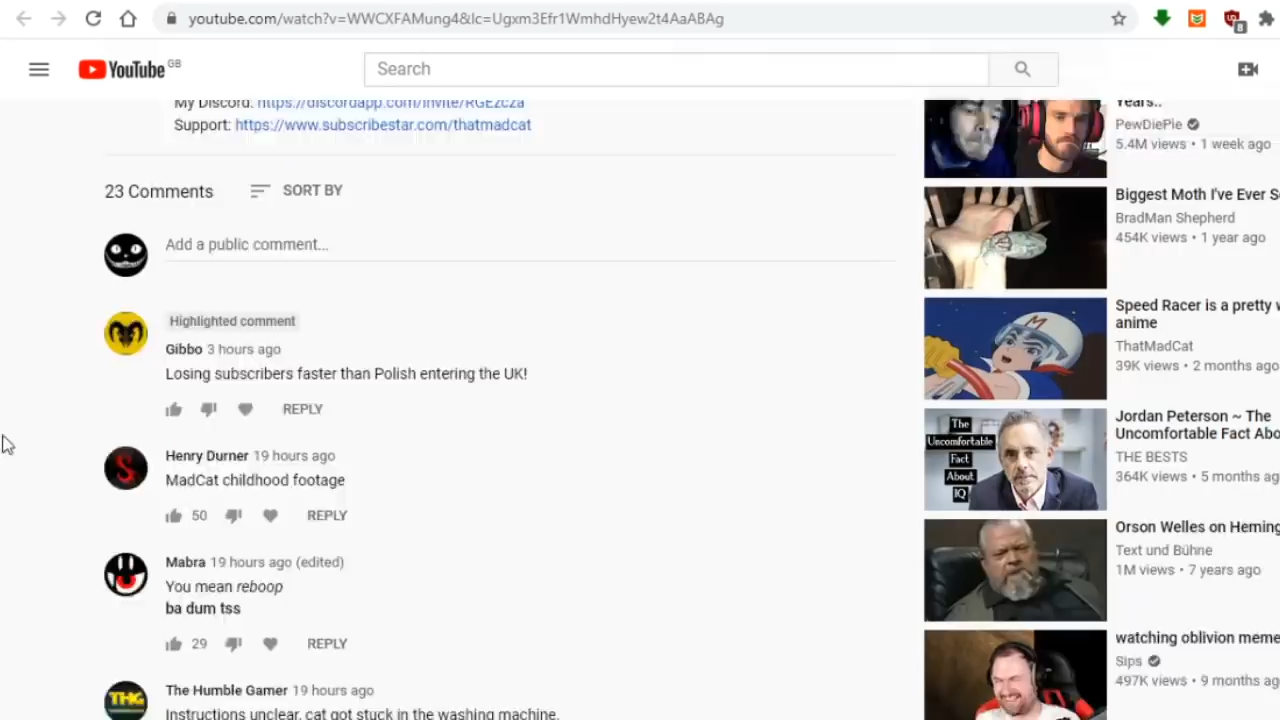 youtube.com/watch?v=WWCXFAMung4&lc=Ugxm3Efr1WmhdHyew2t4AaABAg
8
YouTube GB
Search
My Discord: https://discordapp.com/invite/RGEzcza
Support: https://www.subscribestar.com/thatmadcat
23 Comments
SORT BY
Add a public comment...
Highlighted comment
Gibbo 3 hours ago
Losing subscribers faster than Polish entering the UK!
REPLY
Henry Durner 19 hours ago
MadCat childhood footage
50 REPLY
Mabra 19 hours ago (edited)
You mean reboop
ba dum tss
29 REPLY
THG
The Humble Gamer 19 hours ago
Instructions unclear, cat got stuck in the washing machine.
Years..
PewDiePie
5.4M views • 1 week ago
Biggest Moth I've Ever S
BradMan Shepherd
454K views • 1 year ago
M
Speed Racer is a pretty w
anime
ThatMadCat
39K views • 2 months ago
The
Uncomfortable
Fact
About
IQ
Jordan Peterson ~ The
Uncomfortable Fact Abo
THE BESTS
364K views • 5 months ag
Orson Welles on Heming
Text und Bühne
1M views • 7 years ago
watching oblivion meme
Sips
497K views • 9 months ag